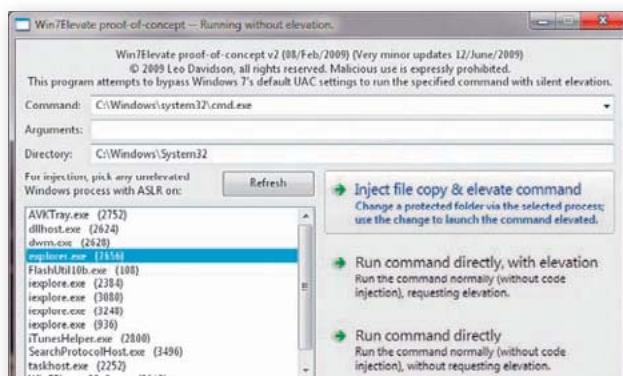 Win7Elevate proof-of-concept -- Running without elevation.
Win7Elevate proof-of-concept v2 (08/Feb/2009) (Very minor updates 12/June/2009)
© 2009 Leo Davidson, all rights reserved. Malicious use is expressly prohibited.
This program attempts to bypass Windows 7's default UAC settings to run the specified command with silent elevation.
Command: C:\Windows\system32\cmd.exe
Arguments:
Directory: C:\Windows\System32
For injection, pick any unelevated
Windows process with ASLR on:
Refresh
AVKTray.exe (2752)
dllhost.exe (2624)
dwm.exe (2628)
explorer.exe (2656)
FlashUtil10b.exe (108)
iexplore.exe (2384)
iexplore.exe (3080)
iexplore.exe (3248)
iexplore.exe (936)
iTunesHelper.exe (2800)
SearchProtocolHost.exe (3496)
taskhost.exe (2252)
Inject file copy & elevate command
Change a protected folder via the selected process;
use the change to launch the command elevated.
Run command directly, with elevation
Run the command normally (without code
injection), requesting elevation.
Run command directly
Run the command normally (without code
injection), without requesting elevation.